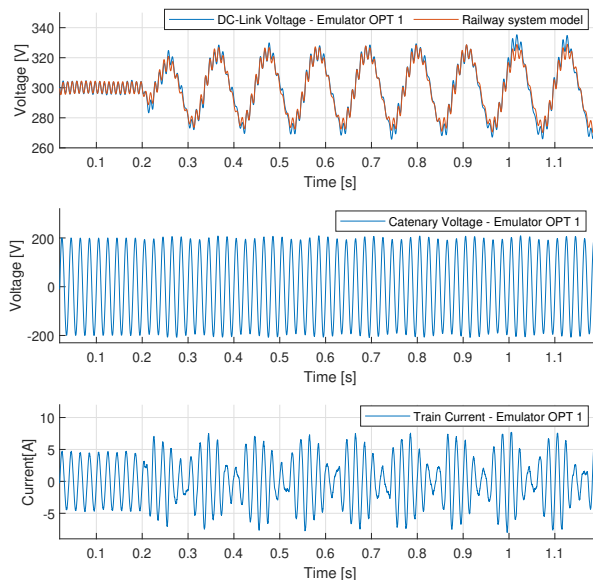 DC-Link Voltage - Emulator OPT 1 Railway system model
Voltage [V]
340
320
300
280
260
0.1 0.2 0.3 0.4 0.5 0.6 0.7 0.8 0.9 1 1.1
Time [s]
Catenary Voltage - Emulator OPT 1
Voltage [V]
200
0
-200
0.1 0.2 0.3 0.4 0.5 0.6 0.7 0.8 0.9 1 1.1
Time [s]
Train Current - Emulator OPT 1
Current[A]
10
5
0
-5
0.1 0.2 0.3 0.4 0.5 0.6 0.7 0.8 0.9 1 1.1
Time [s]